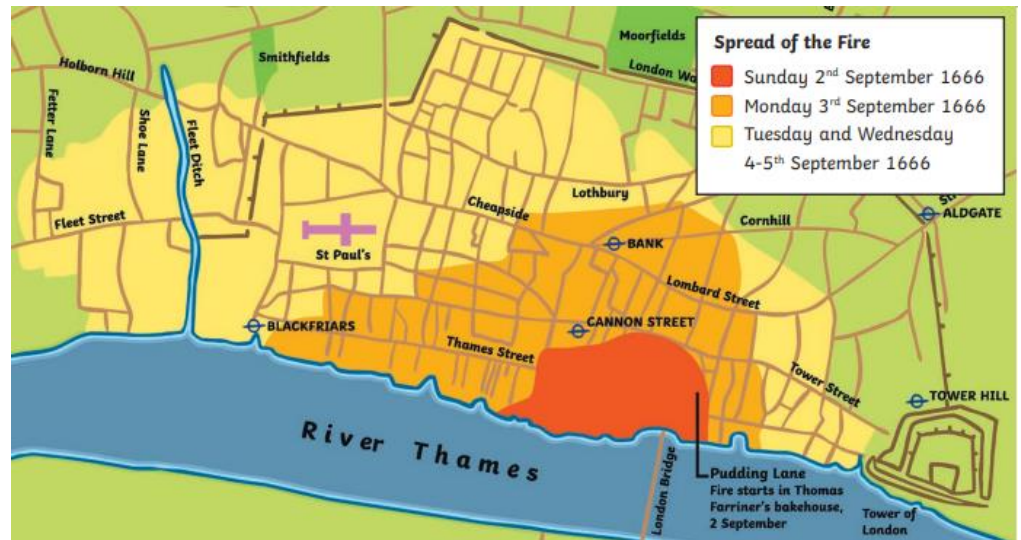 Spread of the Fire
Sunday 2nd September 1666
Monday 3rd September 1666
Tuesday and Wednesday
4-5th September 1666
Moorfields
Smithfields
London Wa
Holborn Hill
Fetter Lane
Shoe Lane
Fleet Ditch
Fleet Street
St Paul's
Cheapside
Lothbury
Cornhill
ALDGATE
BANK
Lombard Street
BLACKFRIARS
CANNON STREET
Thames Street
Tower Street
TOWER HILL
River Thames
London Bridge
Pudding Lane
Fire starts in Thomas
Farriner's bakehouse,
2 September
Tower of
London